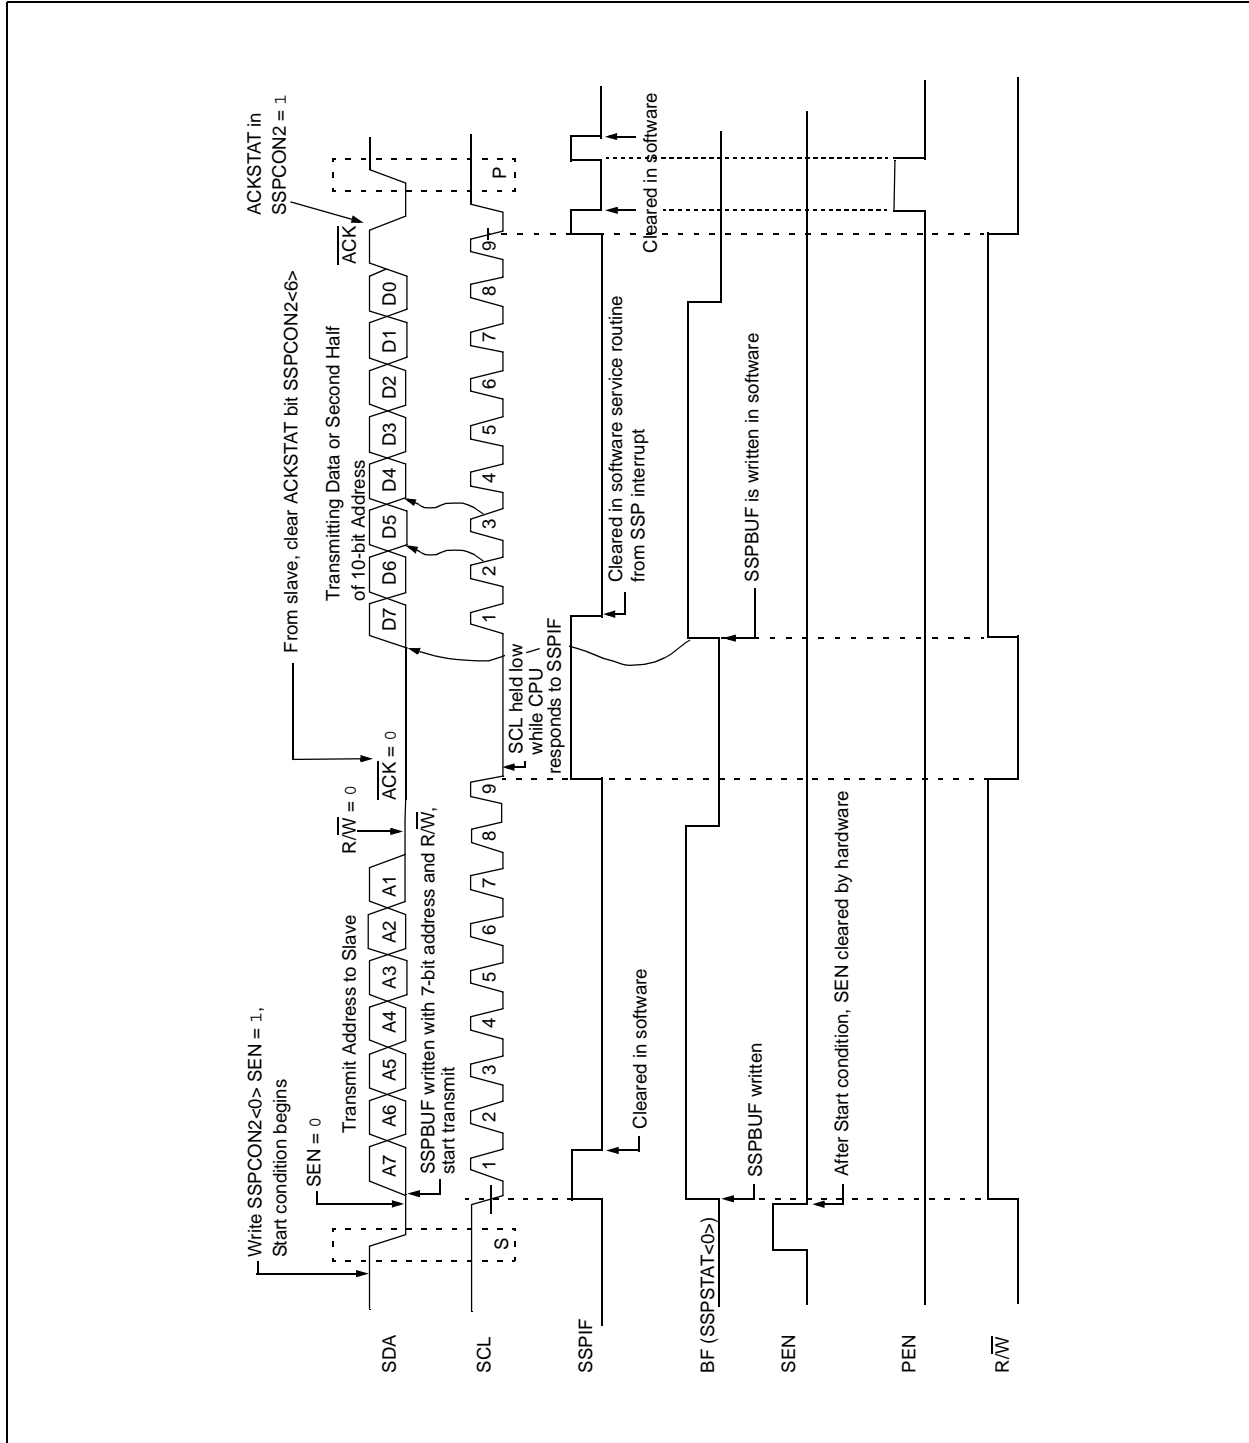 Write SSPCON2<0> SEN = 1,
Start condition begins
SEN = 0
Transmit Address to Slave
R/W = 0
From slave, clear ACKSTAT bit SSPCON2<6>
ACK = 0
Transmitting Data or Second Half
of 10-bit Address
ACK
ACKSTAT in
SSPCON2 = 1
SDA
A7 A6 A5 A4 A3 A2 A1
D7 D6 D5 D4 D3 D2 D1 D0
SSPBUF written with 7-bit address and R/W,
start transmit
SCL
S
1 2 3 4 5 6 7 8 9
1 2 3 4 5 6 7 8 9
P
SCL held low
while CPU
responds to SSPIF
SSPIF
Cleared in software
Cleared in software service routine
from SSP interrupt
Cleared in software
BF (SSPSTAT<0>)
SSPBUF written
SSPBUF is written in software
SEN
After Start condition, SEN cleared by hardware
PEN
R/W